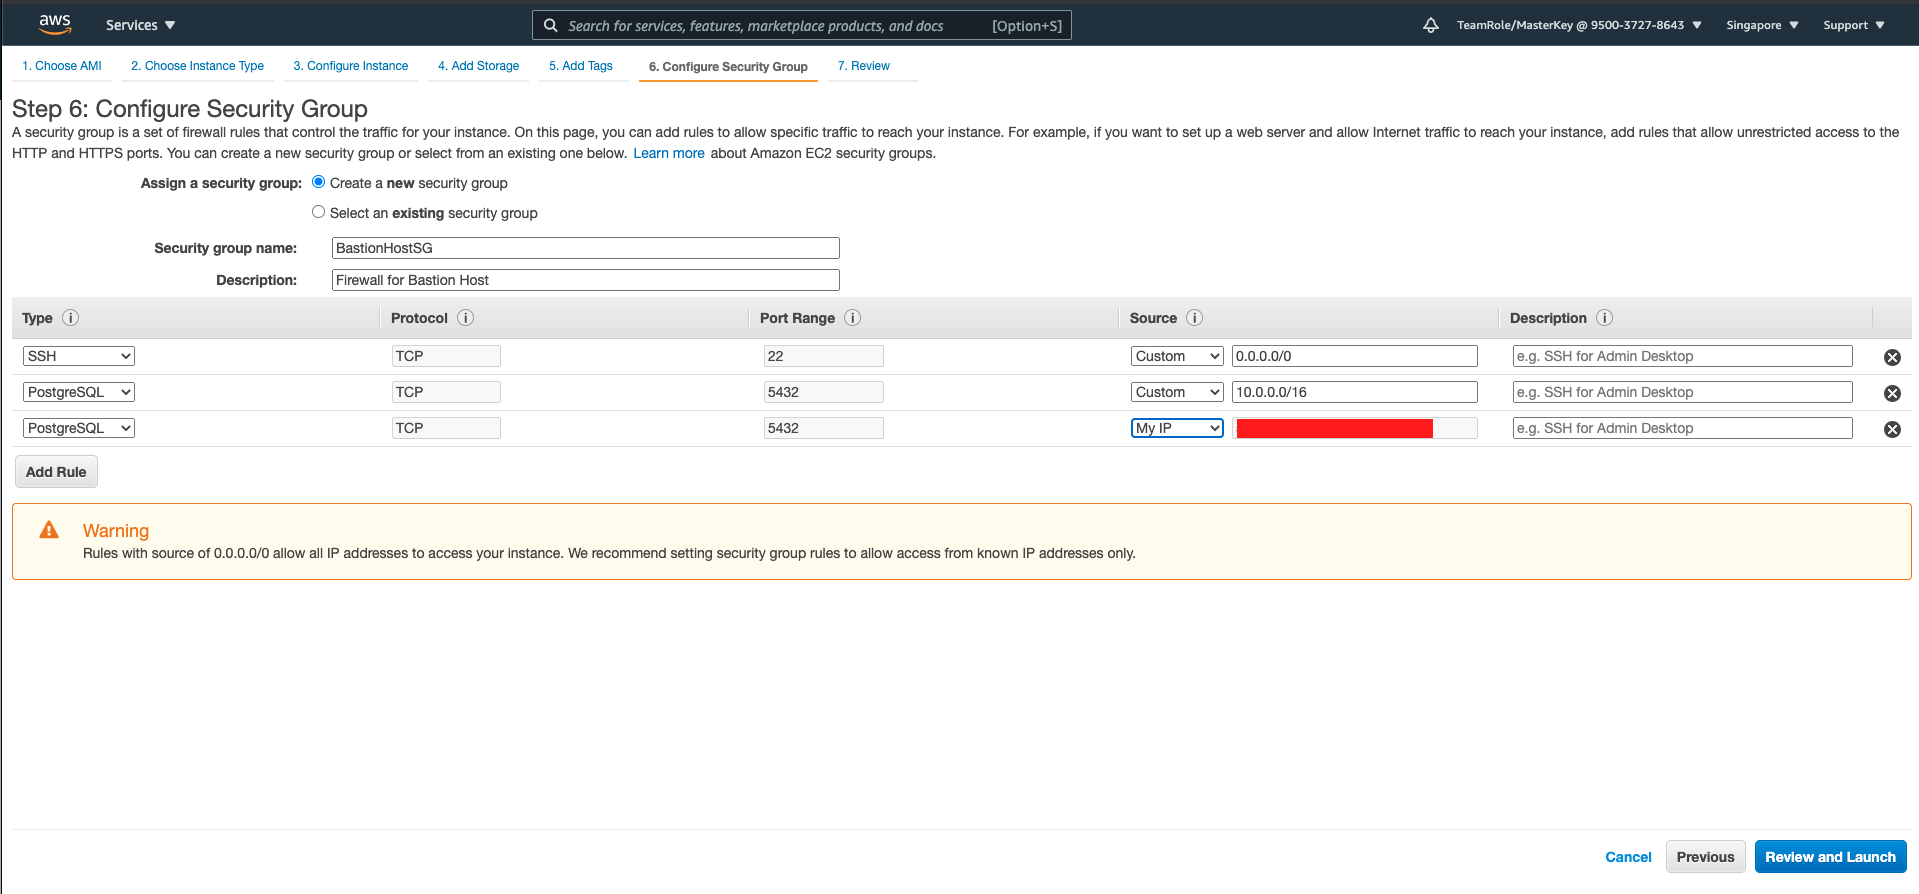 aws Services Search for services, features, marketplace products, and docs [Option+S] TeamRole/MasterKey @ 9500-3727-8643 Singapore Support
1. Choose AMI 2. Choose Instance Type 3. Configure Instance 4. Add Storage 5. Add Tags 6. Configure Security Group 7. Review
Step 6: Configure Security Group
A security group is a set of firewall rules that control the traffic for your instance. On this page, you can add rules to allow specific traffic to reach your instance. For example, if you want to set up a web server and allow Internet traffic to reach your instance, add rules that allow unrestricted access to the
HTTP and HTTPS ports. You can create a new security group or select from an existing one below. Learn more about Amazon EC2 security groups.
Assign a security group: Create a new security group
Select an existing security group
Security group name: BastionHostSG
Description: Firewall for Bastion Host
Type i Protocol i Port Range i Source i Description i
SSH TCP 22 Custom 0.0.0.0/0 e.g. SSH for Admin Desktop
PostgreSQL TCP 5432 Custom 10.0.0.0/16 e.g. SSH for Admin Desktop
PostgreSQL TCP 5432 My IP e.g. SSH for Admin Desktop
Add Rule
Warning
Rules with source of 0.0.0.0/0 allow all IP addresses to access your instance. We recommend setting security group rules to allow access from known IP addresses only.
Cancel Previous Review and Launch